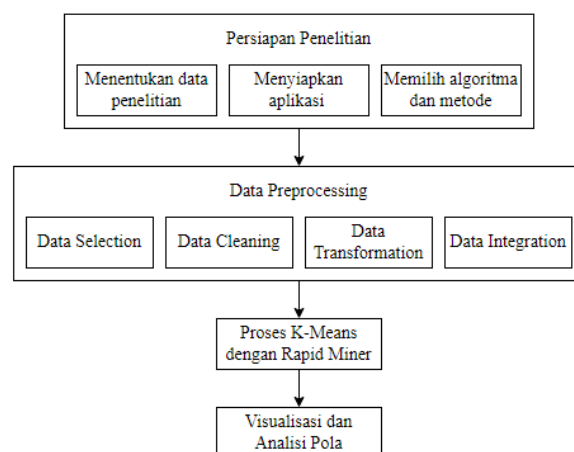 Persiapan Penelitian
Menentukan data
penelitian
Menyiapkan
aplikasi
Memilih algoritma
dan metode
Data Preprocessing
Data Selection
Data Cleaning
Data
Transformation
Data Integration
Proses K-Means
dengan Rapid Miner
Visualisasi dan
Analisi Pola